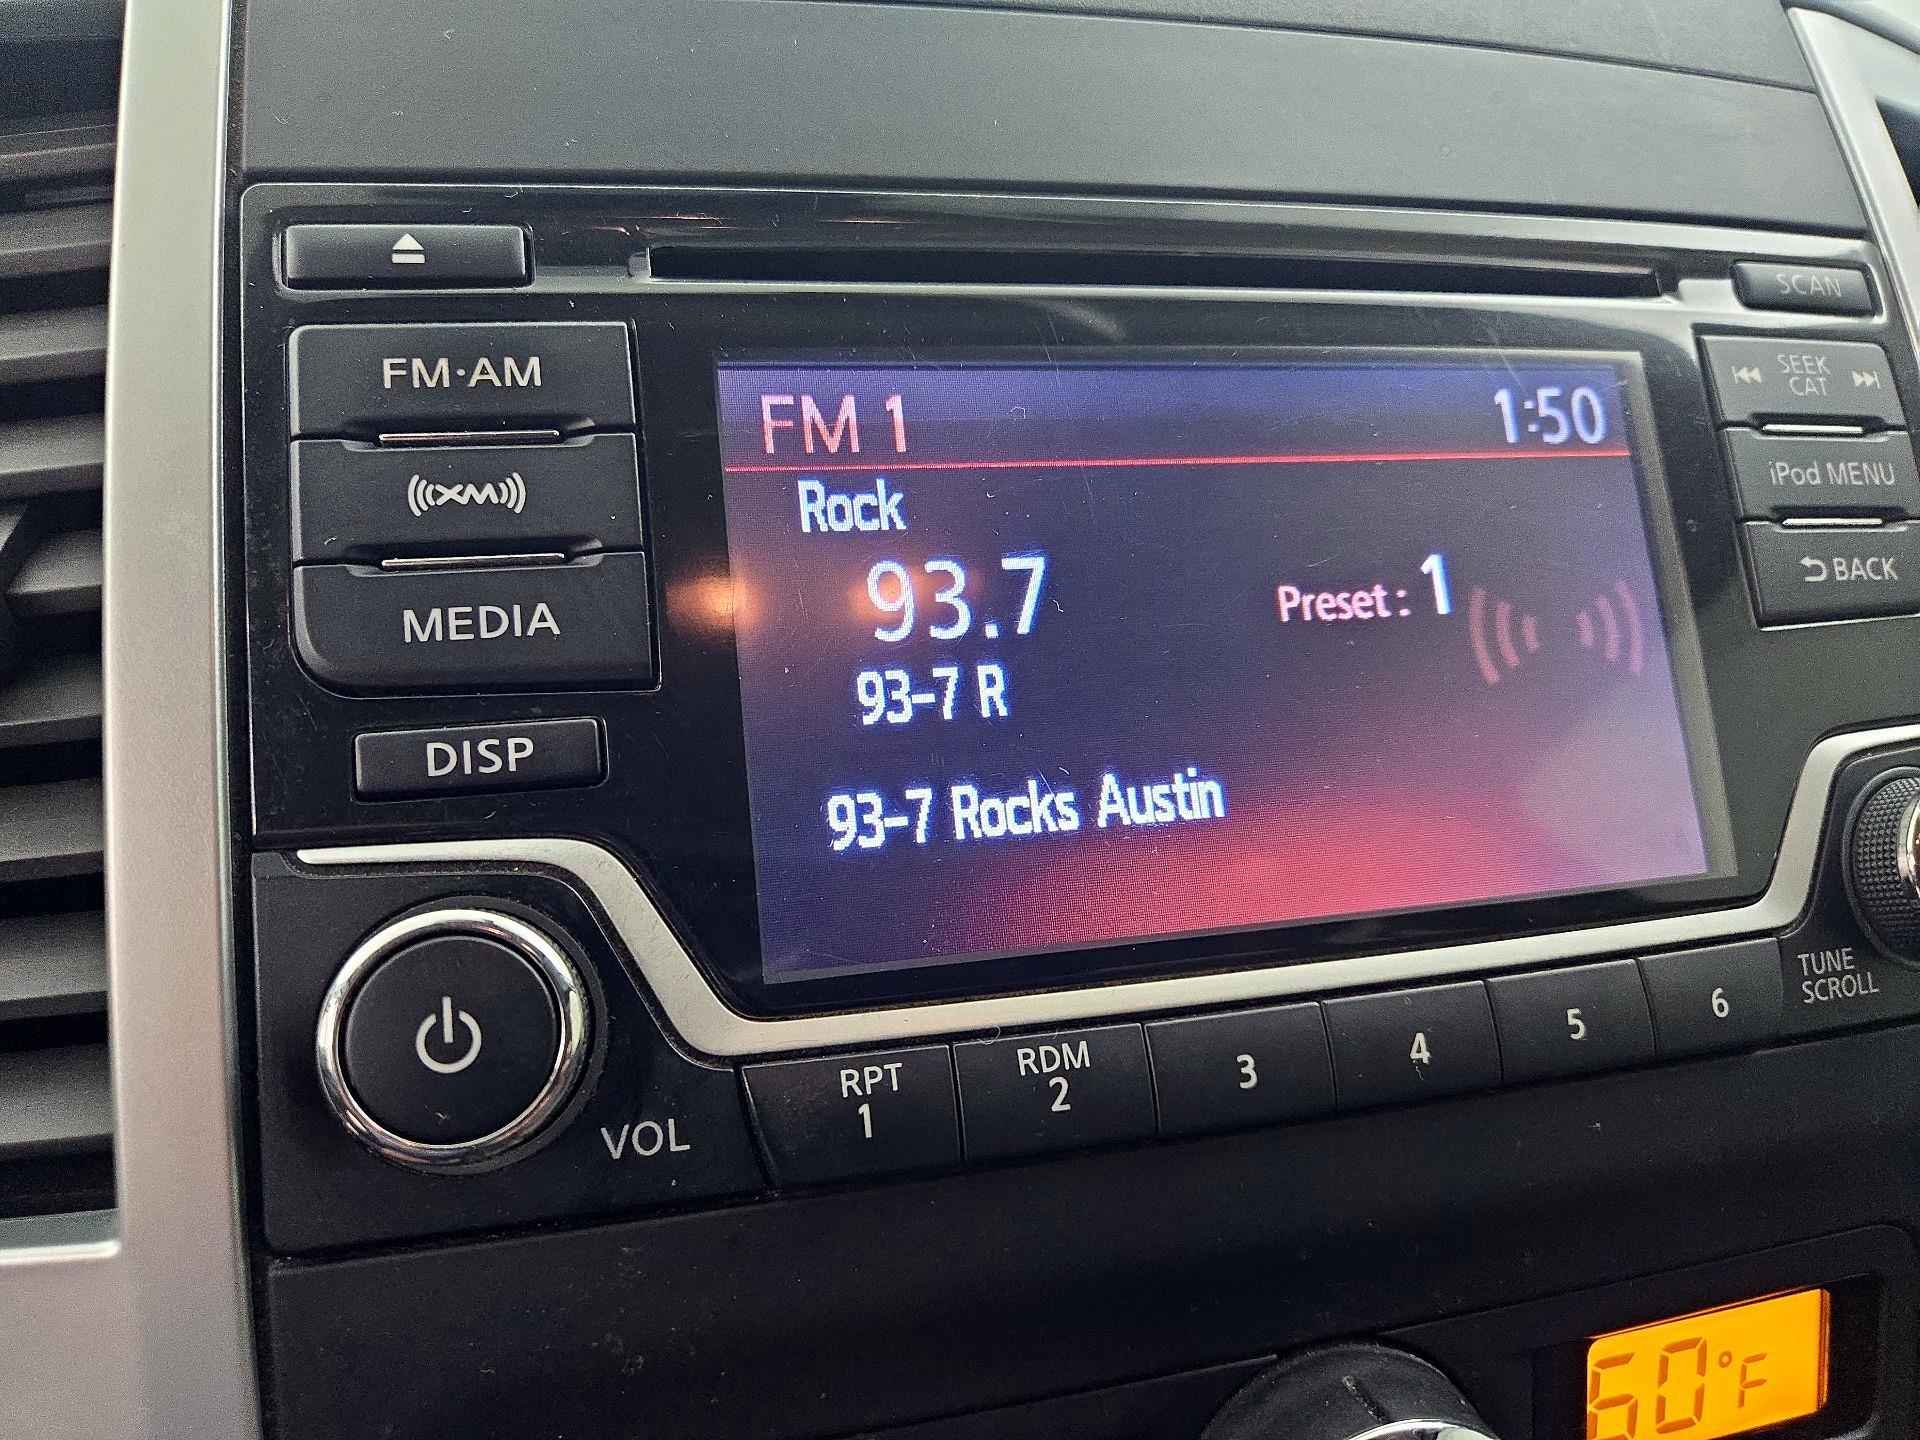 SCAN
FM·AM
SEEK
CAT
FM 1
1:50
Rock
XM
iPod MENU
93.7
Preset: 1
BACK
MEDIA
93-7 R
DISP
93-7 Rocks Austin
TUNE
SCROLL
VOL
RPT
1
RDM
2
3
4
5
6
60°F